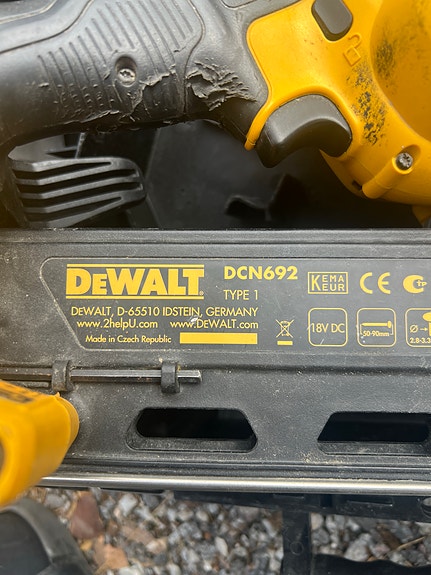 DEWALT
DCN692
TYPE 1
KEMA
KEUR
CE
DEWALT, D-65510 IDSTEIN, GERMANY
www.2helpU.com www.DEWALT.com
Made in Czech Republic
18V DC
50-90mm
2.8-3.3